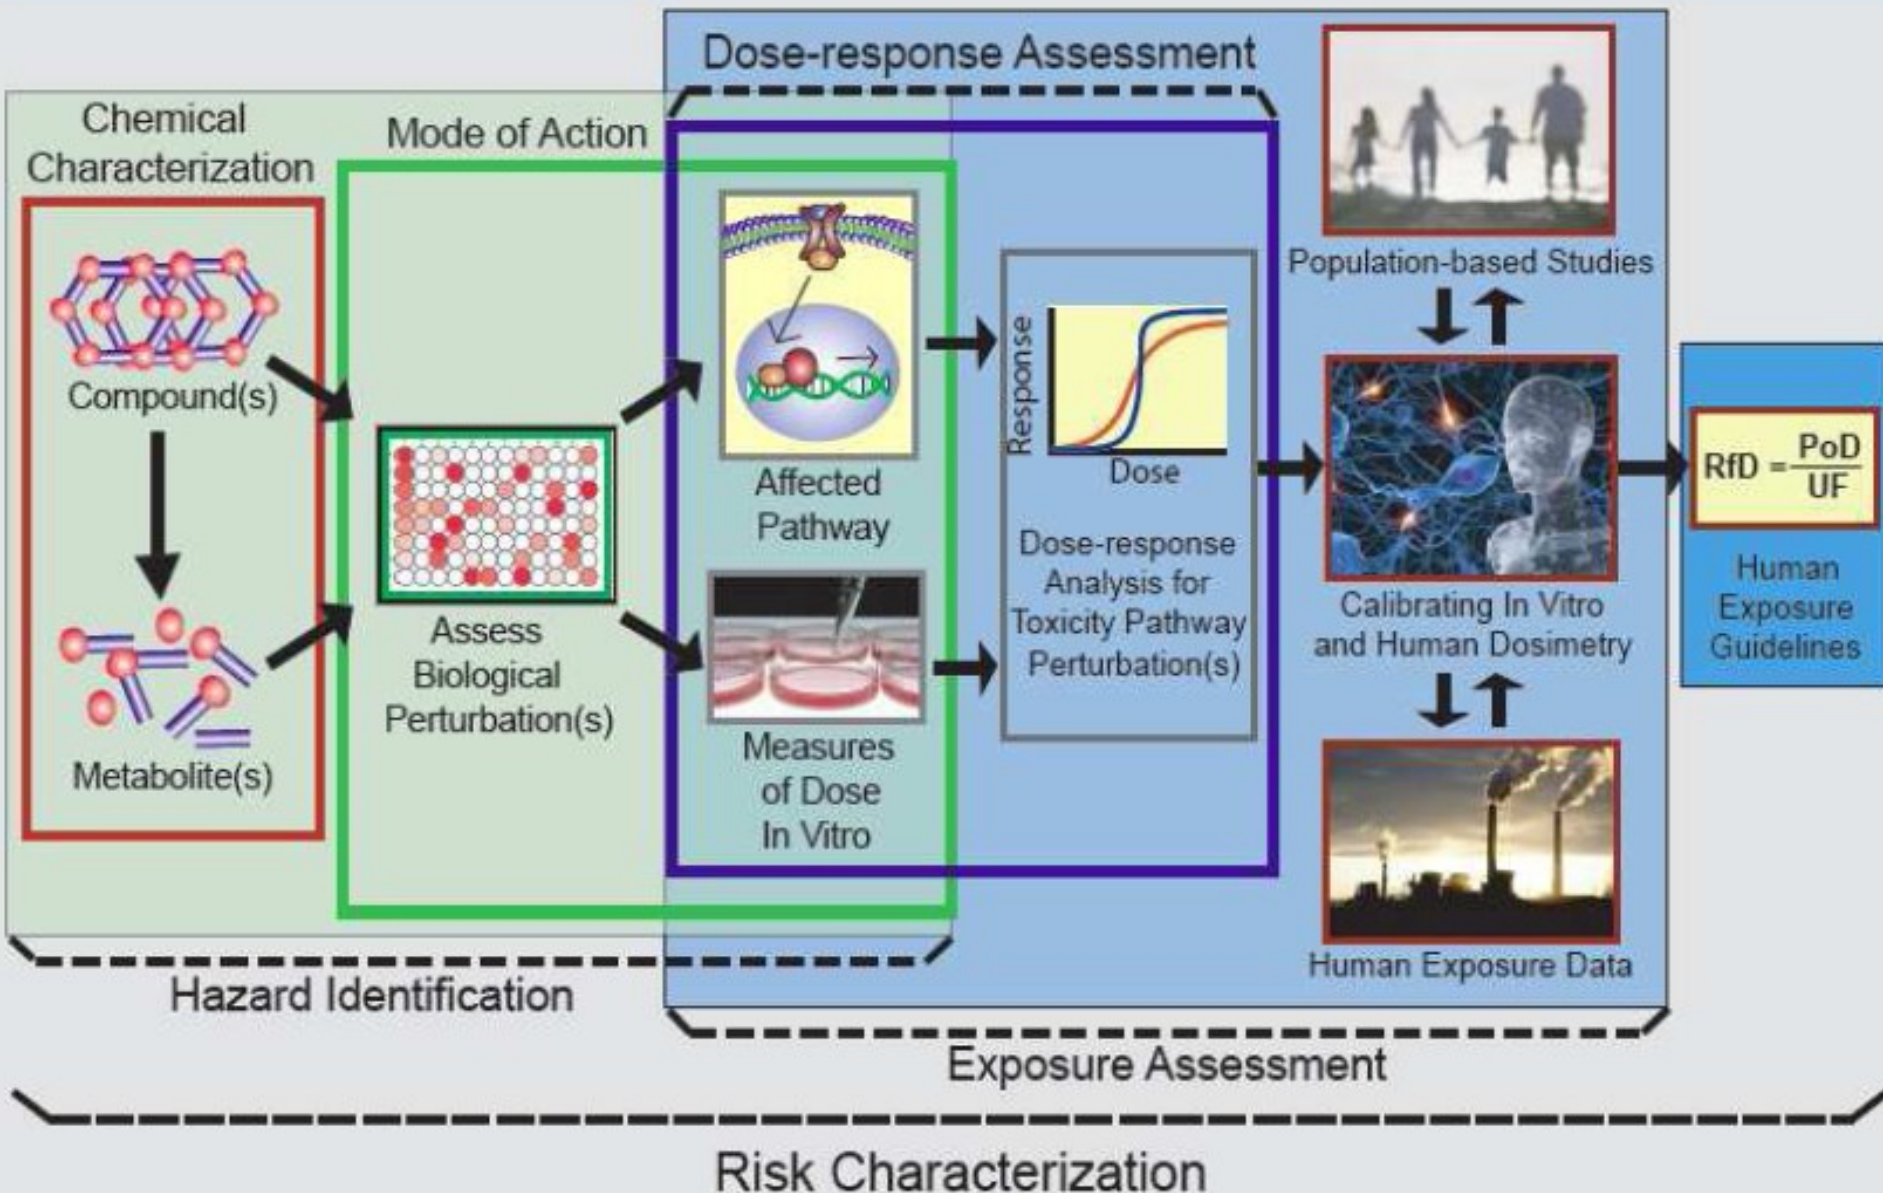 Dose-response Assessment
Chemical
Characterization
Mode of Action
Compound(s)
Metabolite(s)
Assess
Biological
Perturbation(s)
Affected
Pathway
Measures
of Dose
In Vitro
Response
Dose
Dose-response
Analysis for
Toxicity Pathway
Perturbation(s)
Population-based Studies
Calibrating In Vitro
and Human Dosimetry
Human Exposure Data
RfD = PoD
UF
Human
Exposure
Guidelines
Hazard Identification
Exposure Assessment
Risk Characterization